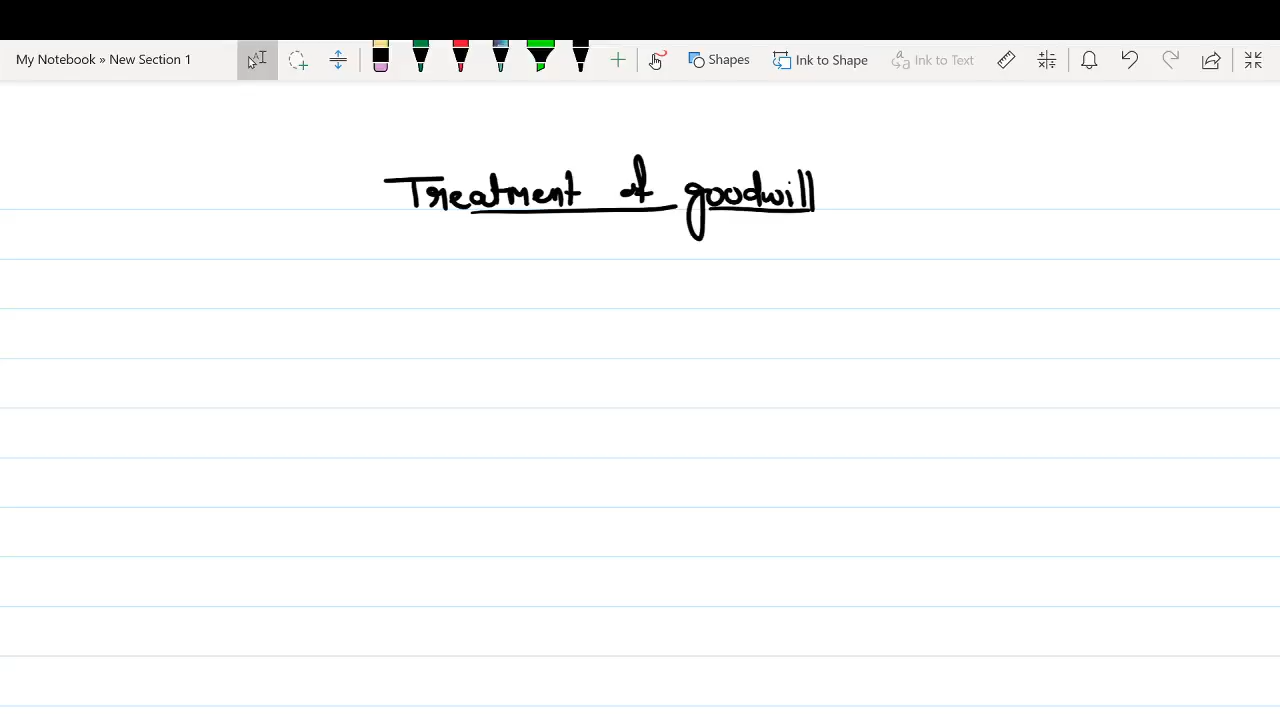 My Notebook » New Section 1
Shapes
Ink to Shape
Ink to Text
Treatment of goodwill